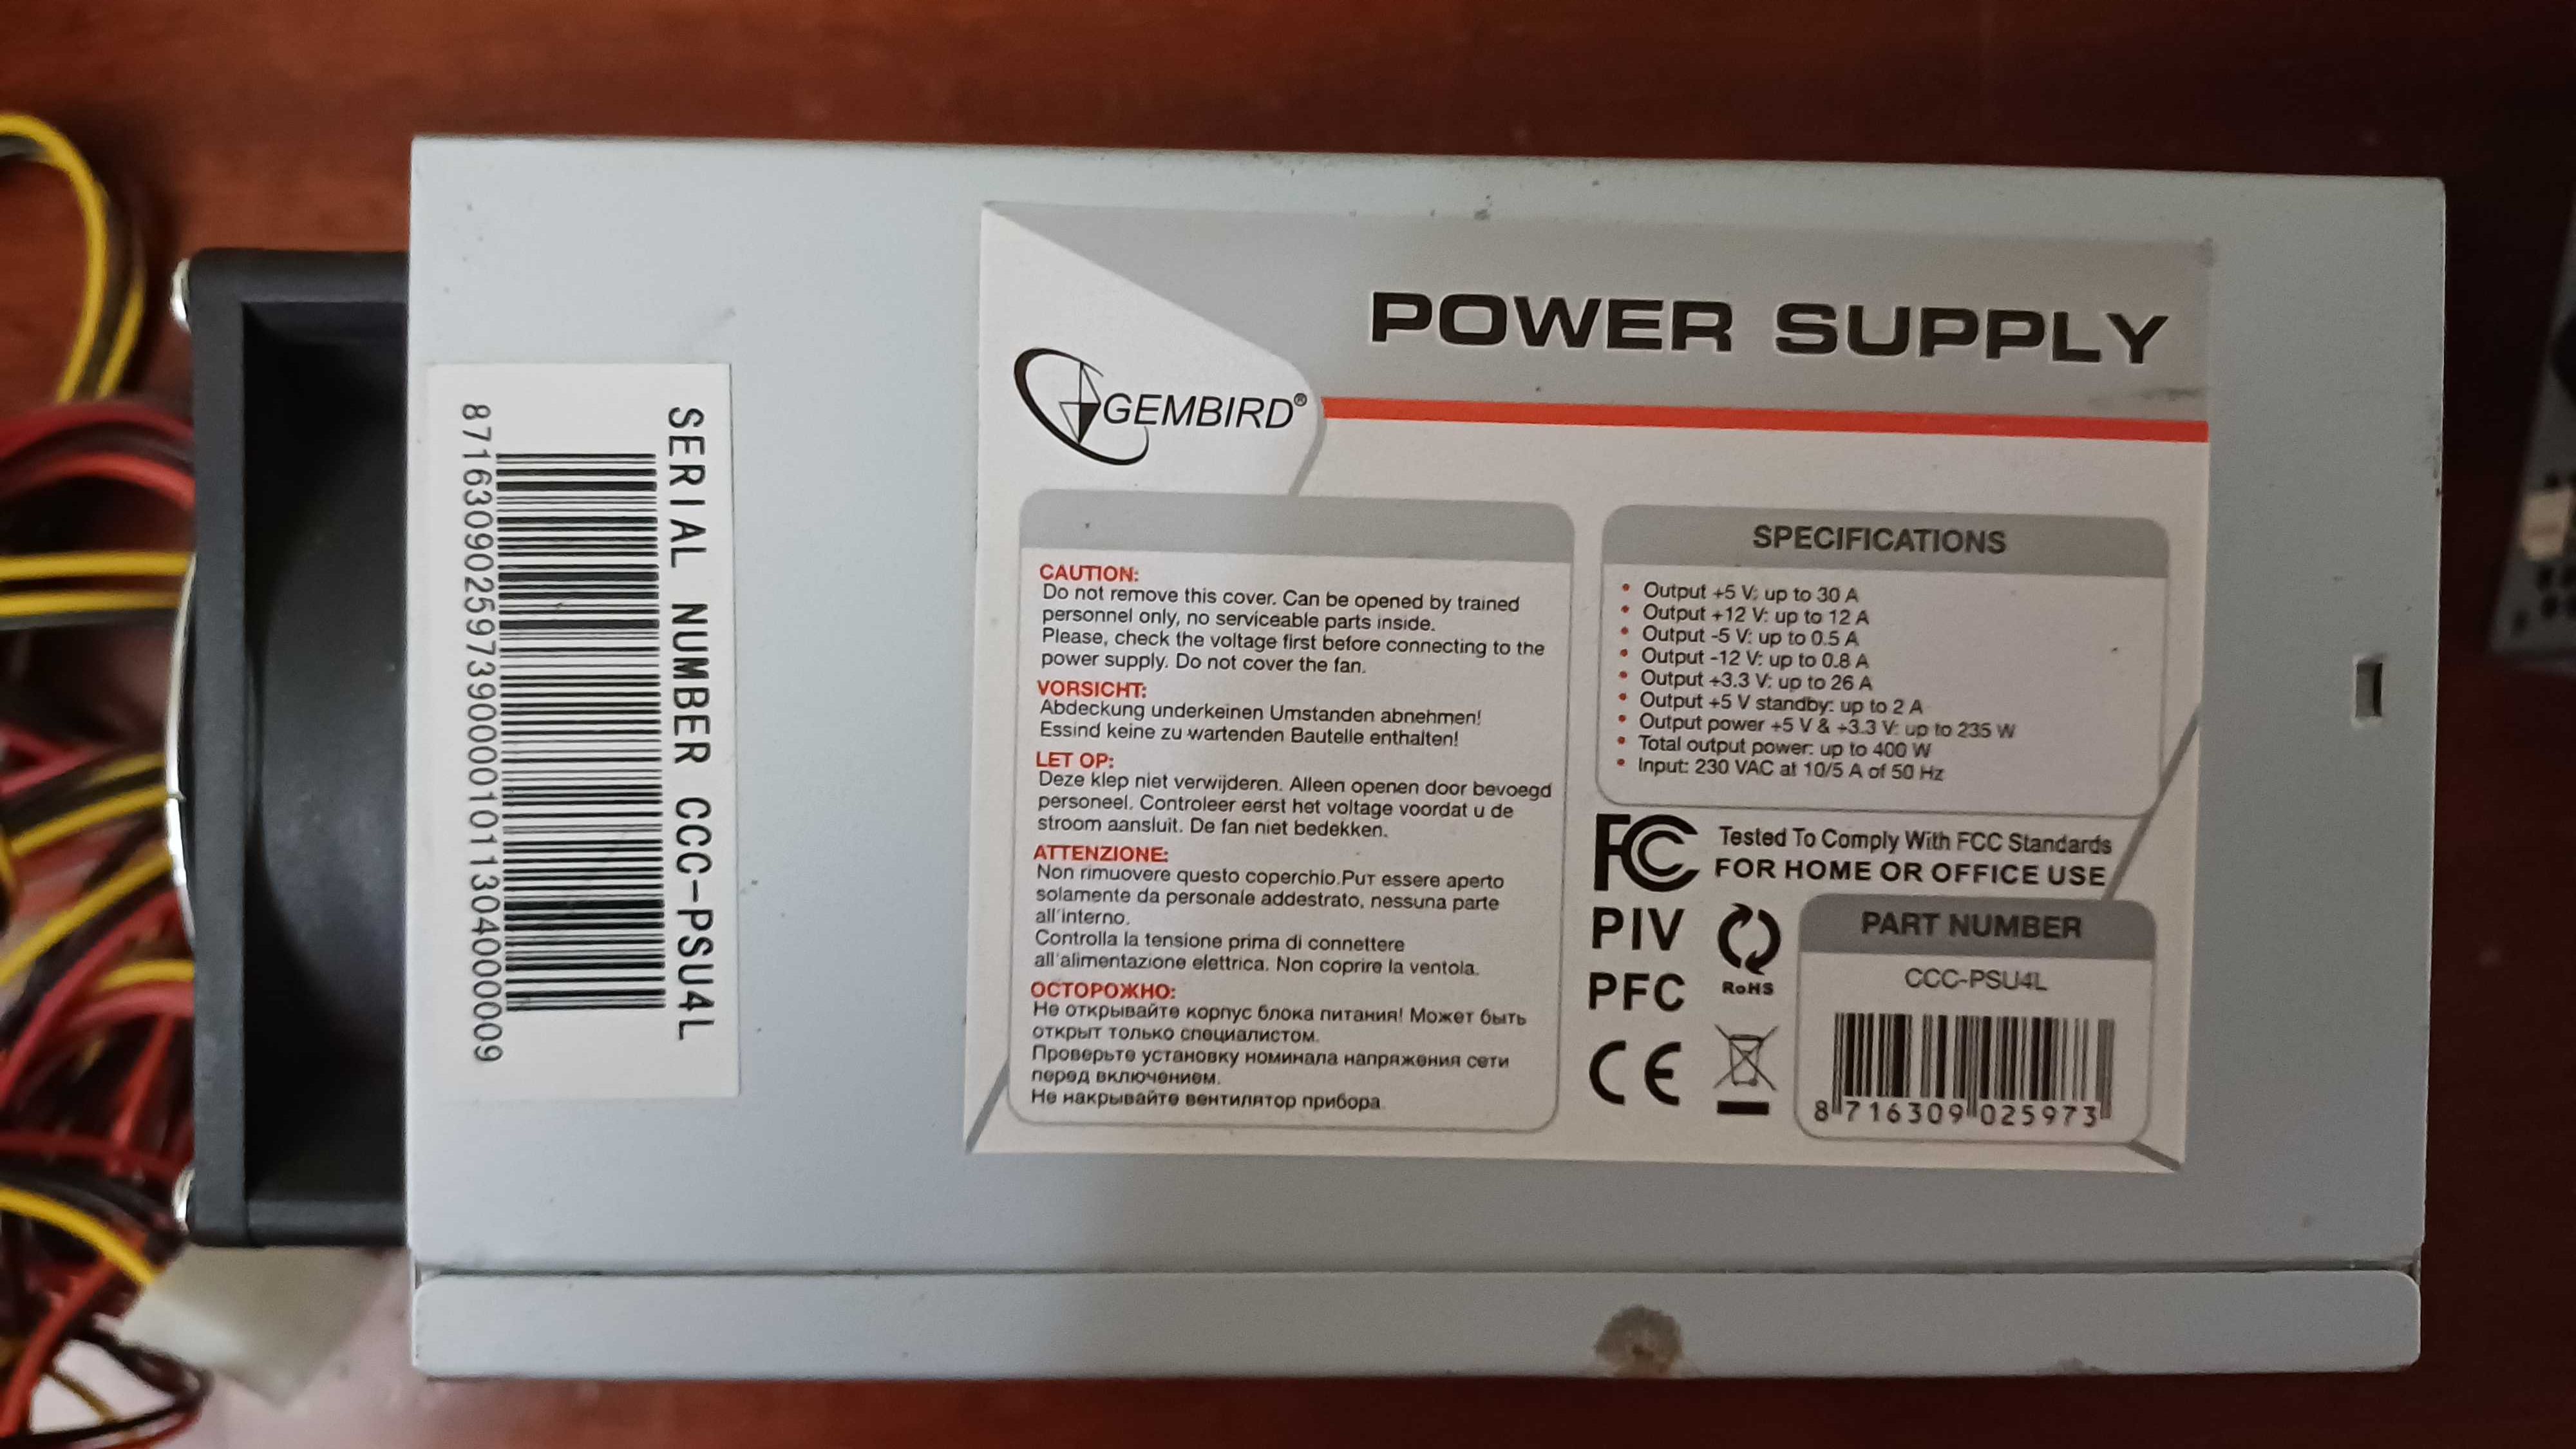 POWER SUPPLY
GEMBIRD®
CAUTION:
Do not remove this cover. Can be opened by trained
personnel only, no serviceable parts inside.
Please, check the voltage first before connecting to the
power supply. Do not cover the fan.
VORSICHT:
Abdeckung underkeinen Umstanden abnehmen!
Essind keine zu wartenden Bautelle enthalten!
LET OP:
Deze klep niet verwijderen. Alleen openen door bevoegd
personeel. Controleer eerst het voltage voordat u de
stroom aansluit. De fan niet bedekken.
ATTENZIONE:
Non rimuovere questo coperchio.Puт essere aperto
solamente da personale addestrato, nessuna parte
all'interno.
Controlla la tensione prima di connettere
all'alimentazione elettrica. Non coprire la ventola.
ОСТОРОЖНО:
Не открывайте корпус блока питания! Может быть
открыт только специалистом.
Проверьте установку номинала напряжения сети
перед включением.
Не накрывайте вентилятор прибора.
SPECIFICATIONS
• Output +5 V: up to 30 A
• Output +12 V: up to 12 A
• Output -5 V: up to 0.5 A
• Output -12 V: up to 0.8 A
• Output +3.3 V: up to 26 A
• Output +5 V standby: up to 2 A
• Output power +5 V & +3.3 V: up to 235 W
• Total output power: up to 400 W
• Input: 230 VAC at 10/5 A of 50 Hz
FC Tested To Comply With FCC Standards
FOR HOME OR OFFICE USE
PIV
PFC
RoHS
CE
PART NUMBER
CCC-PSU4L
8 716309 025973
SERIAL NUMBER CCC-PSU4L
8716309025973900001011304000009